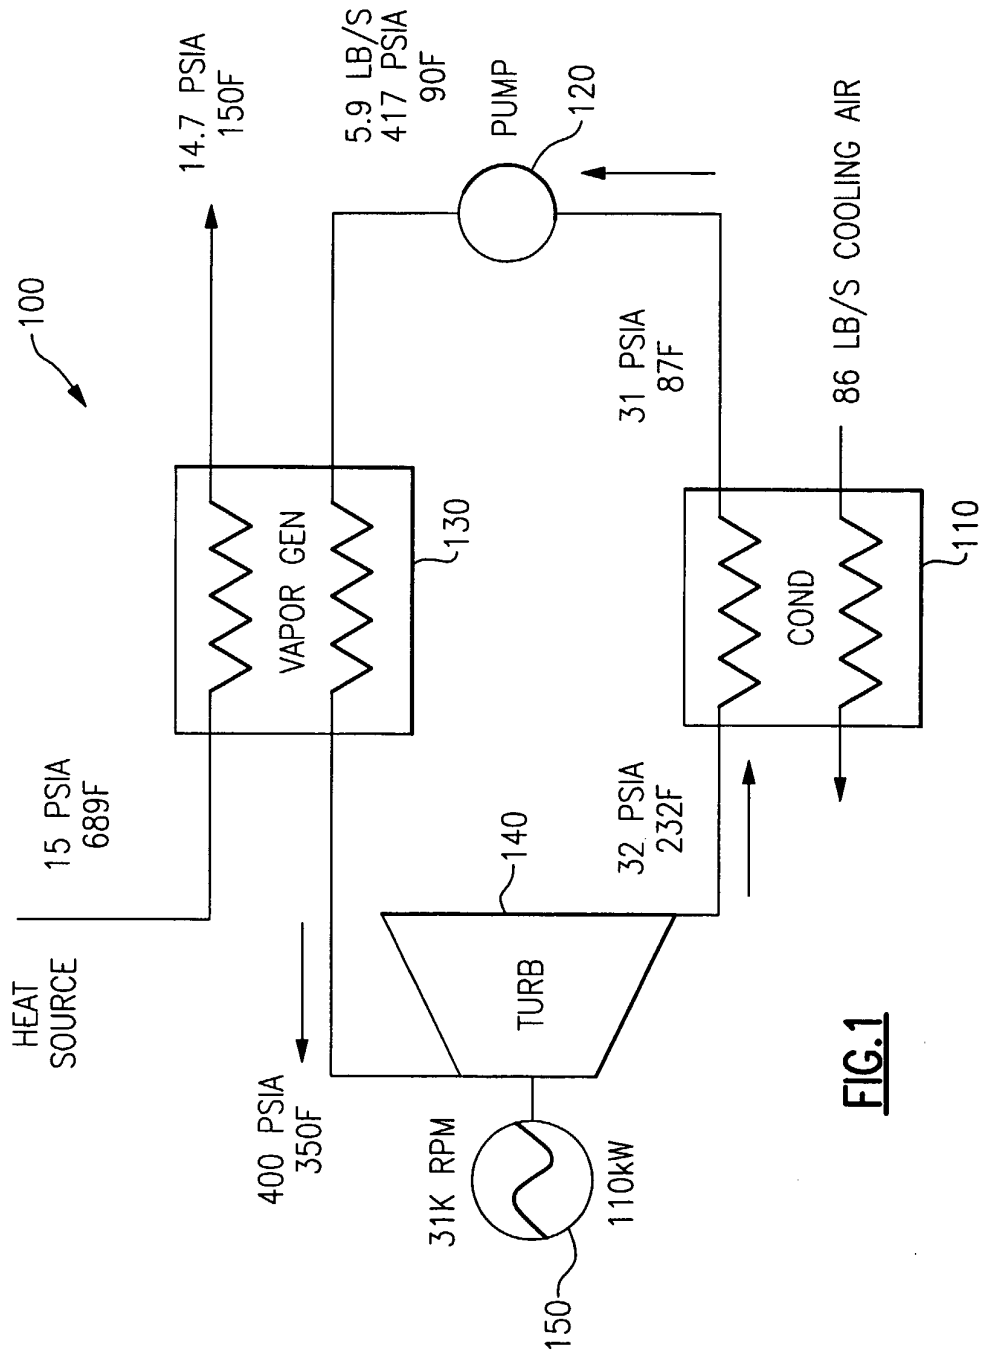 100
HEAT
SOURCE
15 PSIA
689F
14.7 PSIA
150F
VAPOR GEN
130
5.9 LB/S
417 PSIA
90F
PUMP
120
400 PSIA
350F
31K RPM
110kW
150
TURB
140
32 PSIA
232F
31 PSIA
87F
COND
110
86 LB/S COOLING AIR
FIG.1